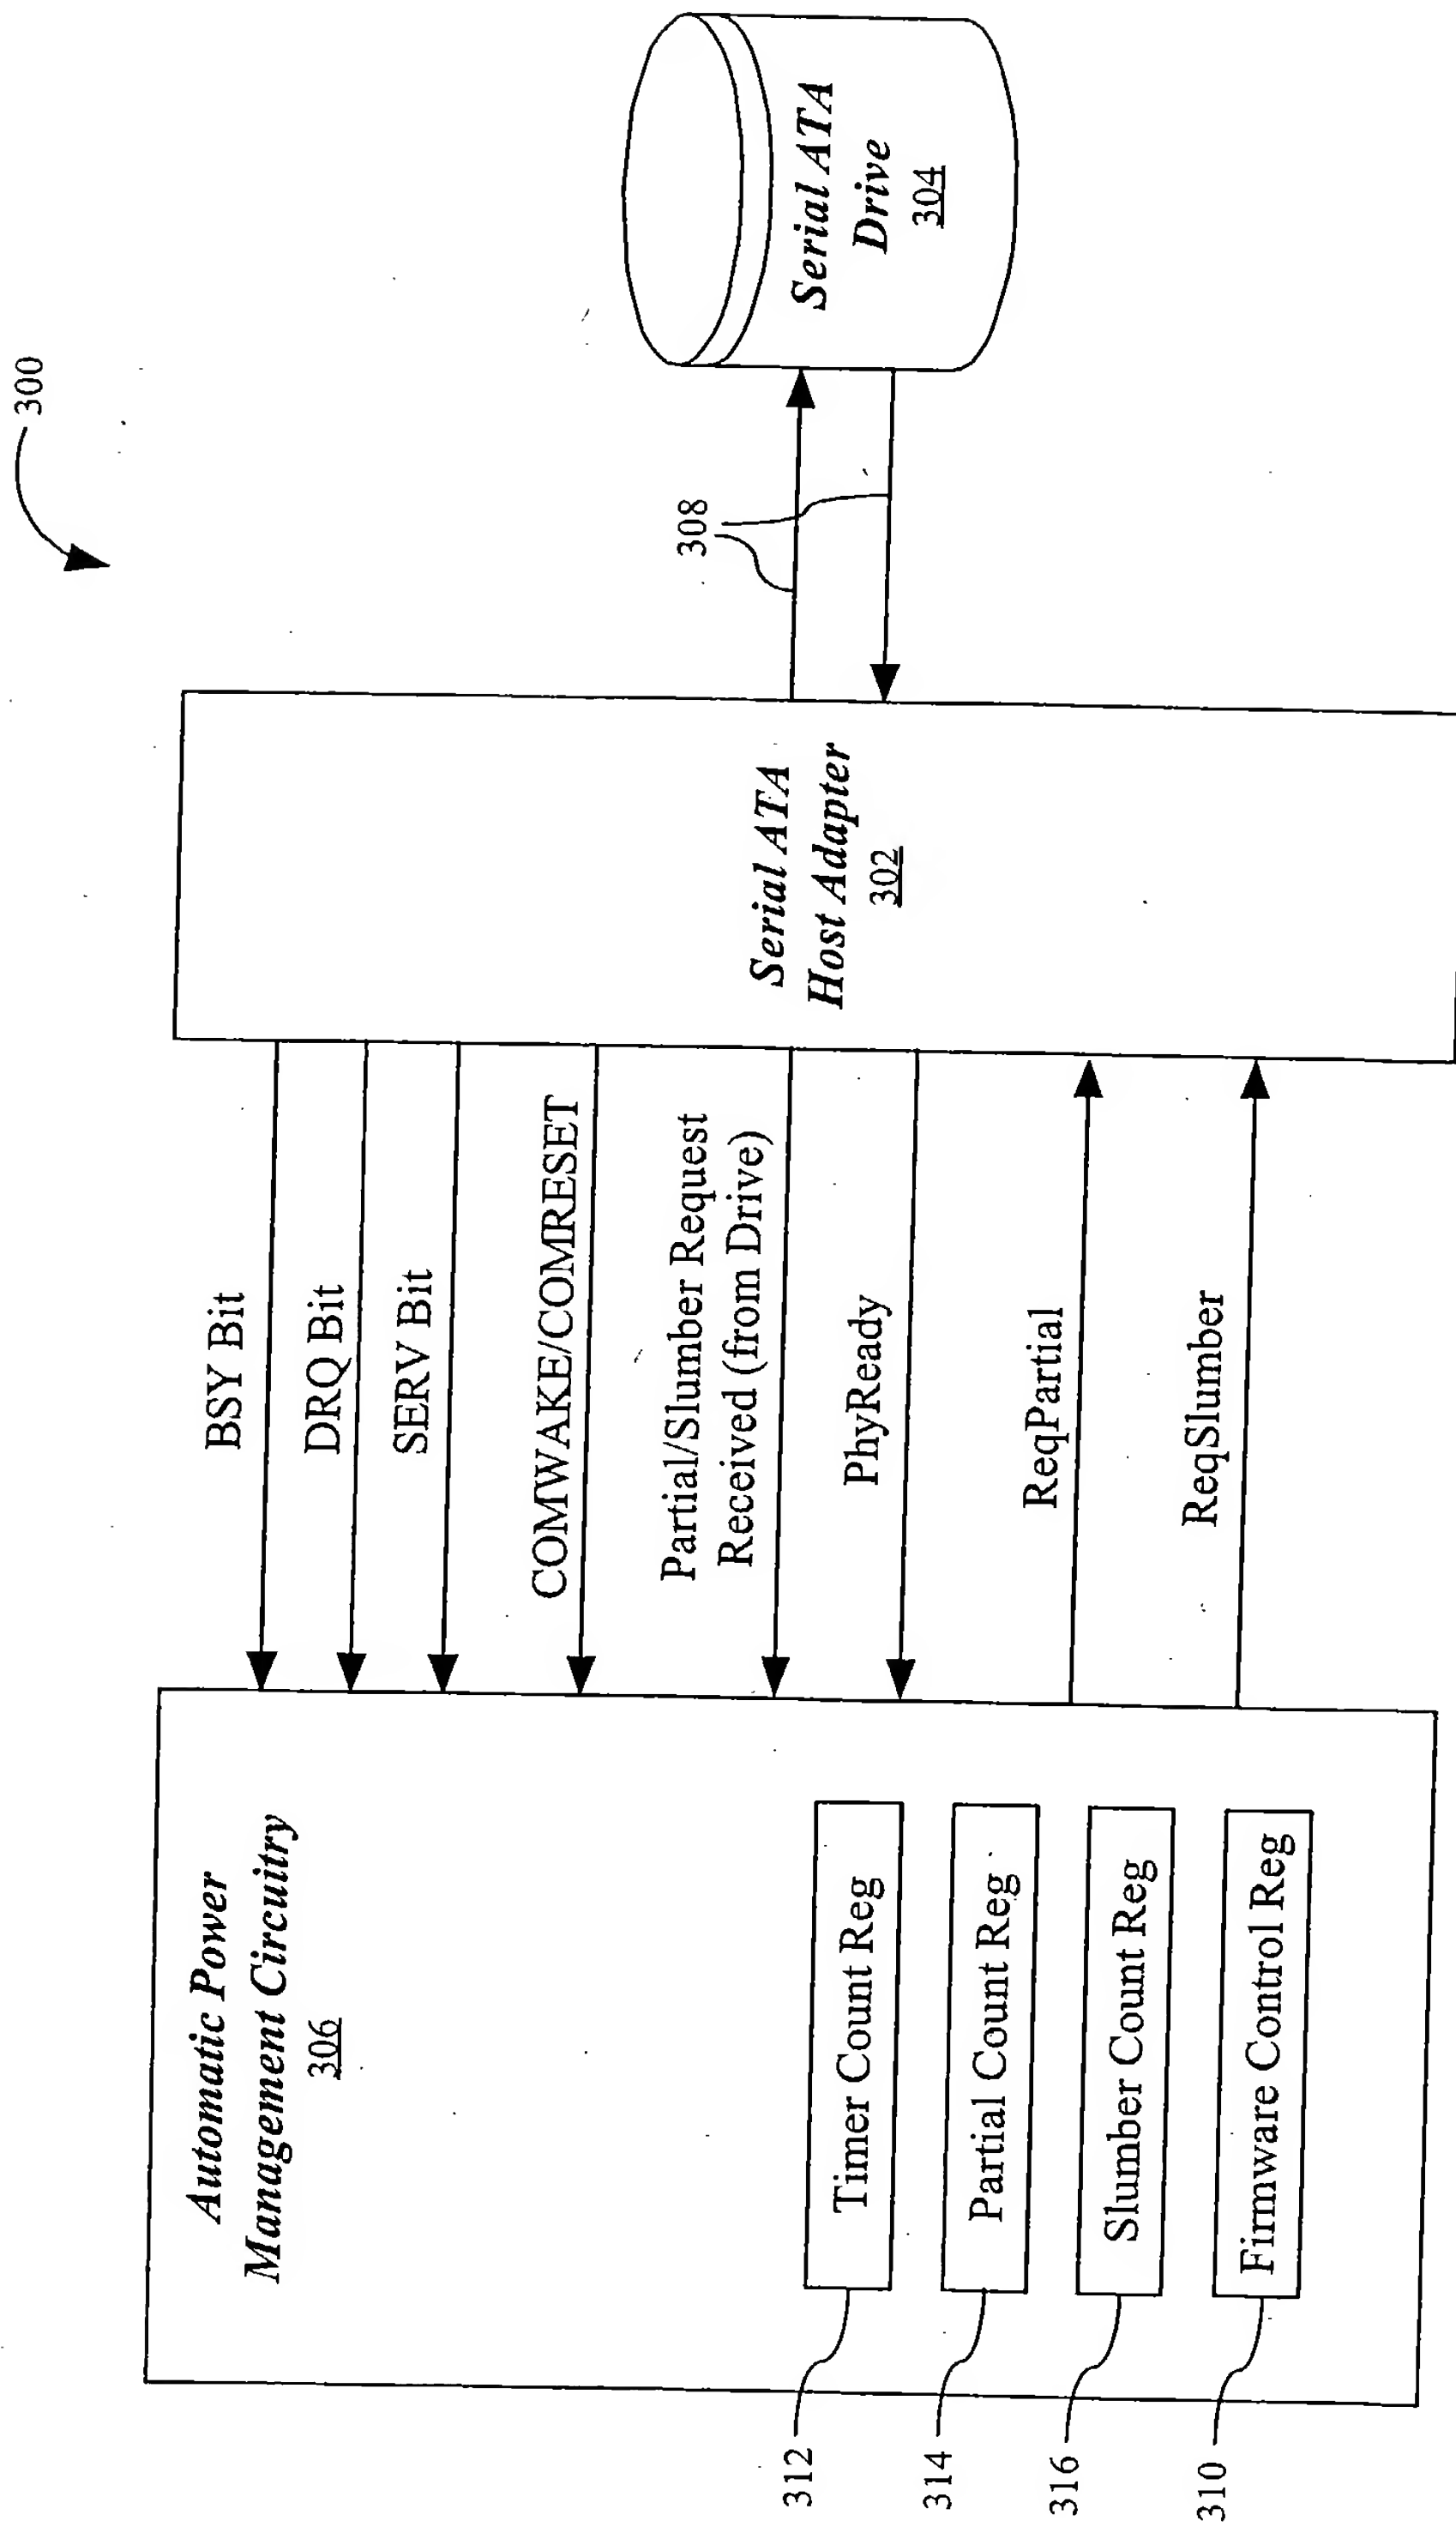 300
Automatic Power
Management Circuitry
306
Timer Count Reg
Partial Count Reg
Slumber Count Reg
Firmware Control Reg
312
314
316
310
BSY Bit
DRQ Bit
SERV Bit
COMWAKE/COMRESET
Partial/Slumber Request
Received (from Drive)
PhyReady
ReqPartial
ReqSlumber
Serial ATA
Host Adapter
302
308
Serial ATA
Drive
304